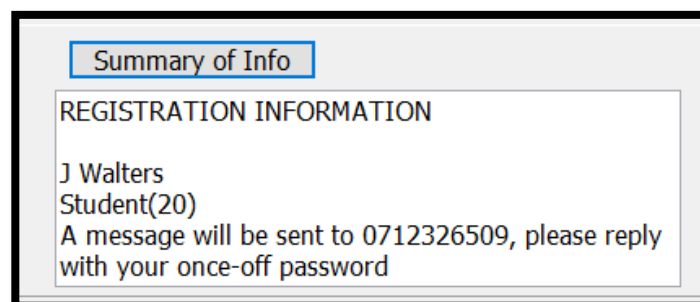 Summary of Info
REGISTRATION INFORMATION
J Walters
Student(20)
A message will be sent to 0712326509, please reply
with your once-off password